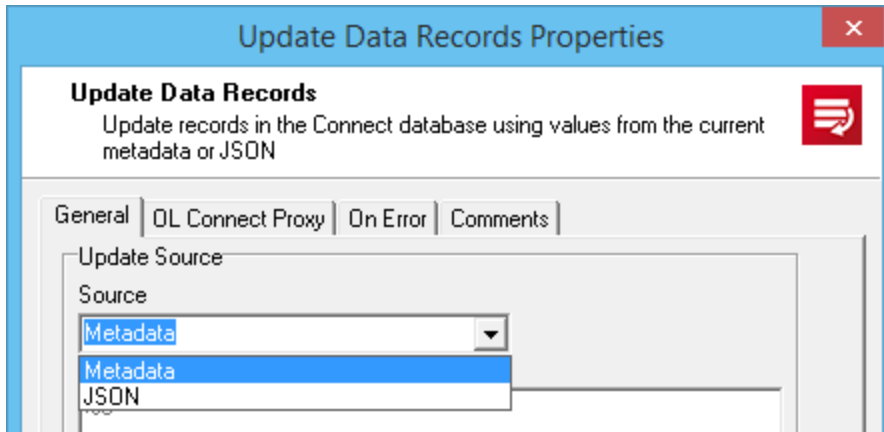 Update Data Records Properties
Update Data Records
Update records in the Connect database using values from the current
metadata or JSON
General OL Connect Proxy On Error Comments
Update Source
Source
Metadata
Metadata
JSON